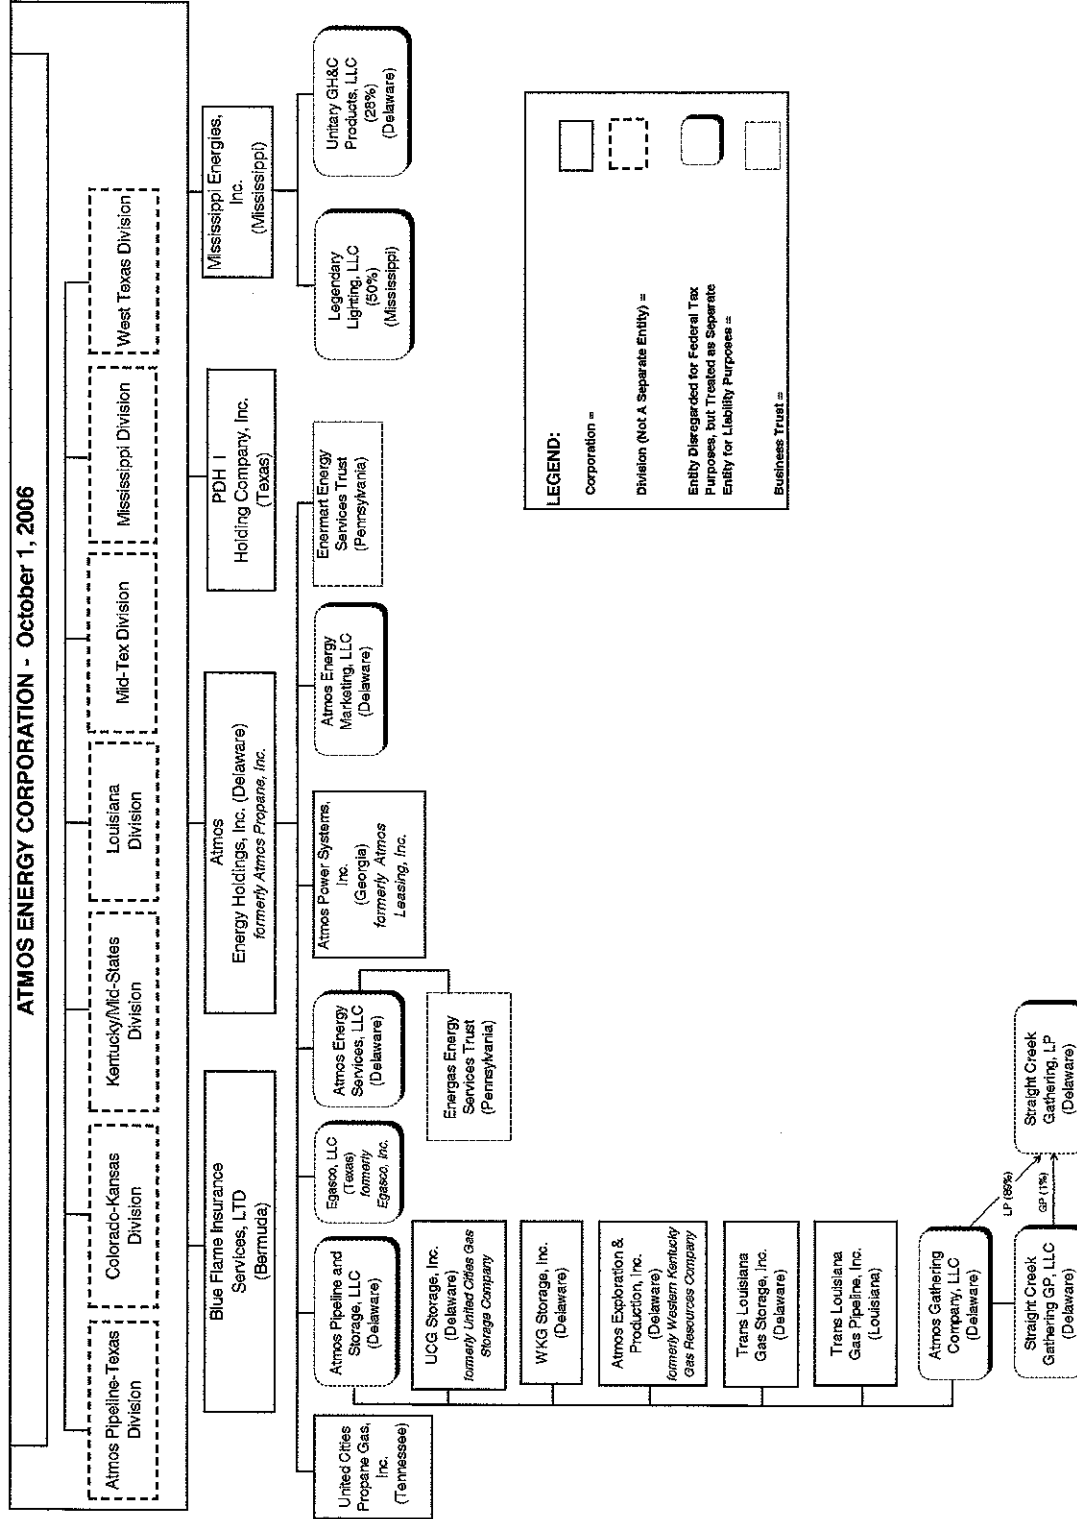 ATMOS ENERGY CORPORATION - October 1, 2006
Atmos Pipeline-Texas
Division
Colorado-Kansas
Division
Kentucky/Mid-States
Division
Louisiana
Division
Mid-Tex Division
Mississippi Division
West Texas Division
Blue Flame Insurance
Services, LTD
(Bermuda)
Atmos
Energy Holdings, Inc. (Delaware)
formerly Atmos Propane, Inc.
PDH I
Holding Company, Inc.
(Texas)
Mississippi Energies,
Inc.
(Mississippi)
United Cities
Propane Gas,
Inc.
(Tennessee)
Atmos Pipeline and
Storage, LLC
(Delaware)
Egasco, LLC
(Texas)
formerly
Egasco, Inc.
Atmos Energy
Services, LLC
(Delaware)
Atmos Power Systems,
Inc.
(Georgia)
formerly Atmos
Leasing, Inc.
Atmos Energy
Marketing, LLC
(Delaware)
Enermart Energy
Services Trust
(Pennsylvania)
Legendary
Lighting, LLC
(50%)
(Mississippi)
Unitary GH&C
Products, LLC
(28%)
(Delaware)
Energas Energy
Services Trust
(Pennsylvania)
UCG Storage, Inc.
(Delaware)
formerly United Cities Gas
Storage Company
WKG Storage, Inc.
(Delaware)
Atmos Exploration &
Production, Inc.
(Delaware)
formerly Western Kentucky
Gas Resources Company
Trans Louisiana
Gas Storage, Inc.
(Delaware)
Trans Louisiana
Gas Pipeline, Inc.
(Louisiana)
Atmos Gathering
Company, LLC
(Delaware)
LP (89%)
GP (1%)
Straight Creek
Gathering GP, LLC
(Delaware)
Straight Creek
Gathering, LP
(Delaware)
LEGEND:
Corporation =
Division (Not A Separate Entity) =
Entity Disregarded for Federal Tax
Purposes, but Treated as Separate
Entity for Liability Purposes =
Business Trust =